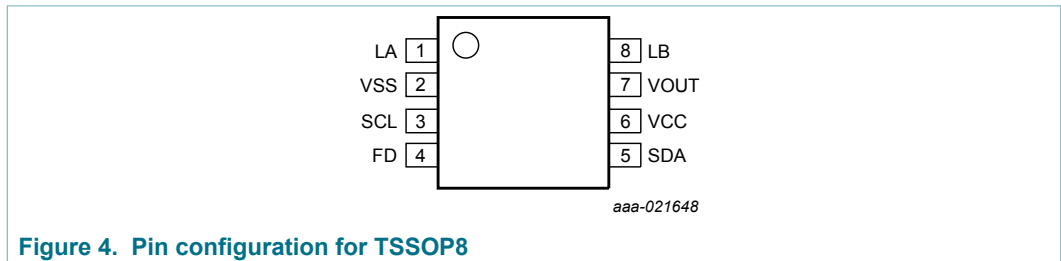 LA 1 8 LB
VSS 2 7 VOUT
SCL 3 6 VCC
FD 4 5 SDA
aaa-021648
Figure 4. Pin configuration for TSSOP8